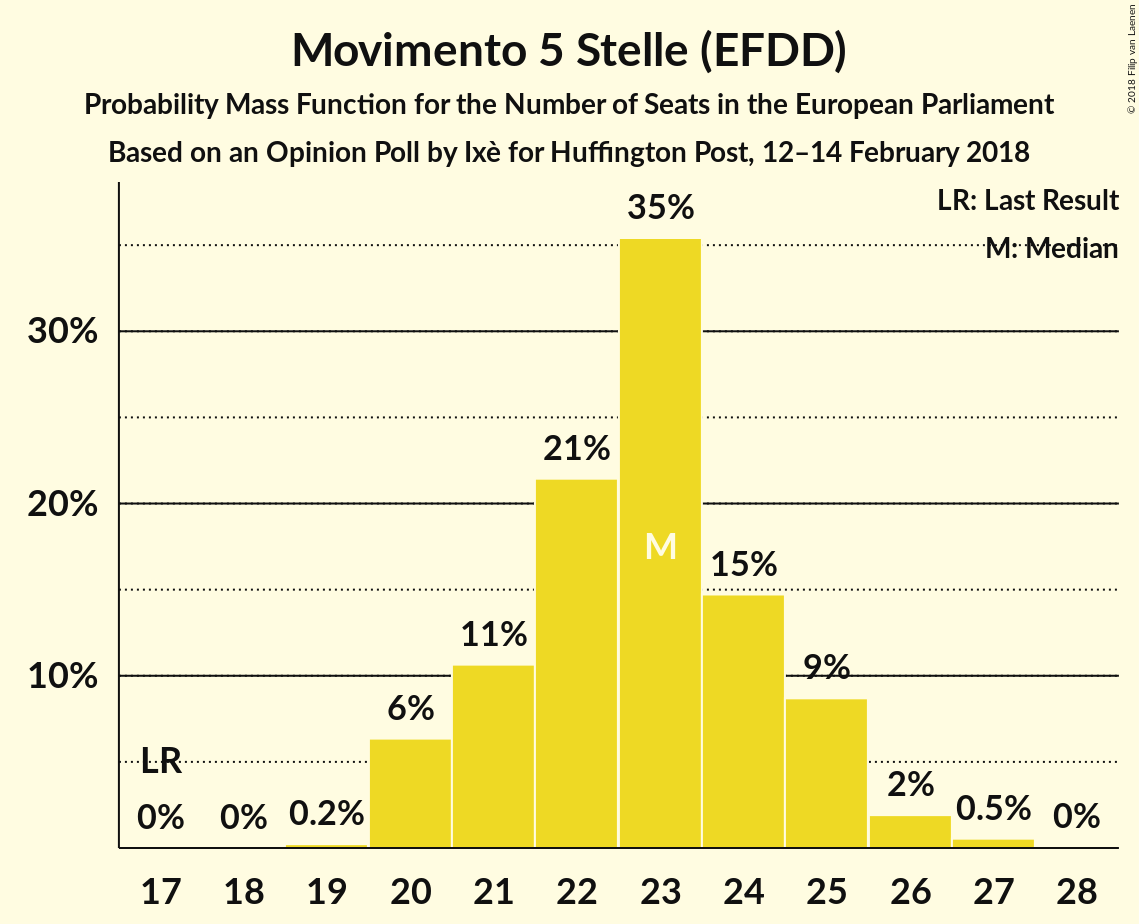 Movimento 5 Stelle (EFDD)
Probability Mass Function for the Number of Seats in the European Parliament
Based on an Opinion Poll by Ixè for Huffington Post, 12–14 February 2018
© 2018 Filip van Laenen
LR: Last Result
M: Median
35%
30%
21%
20%
M
15%
11%
10%
9%
6%
LR
2%
0% 0% 0.2% 0.5% 0%
17 18 19 20 21 22 23 24 25 26 27 28